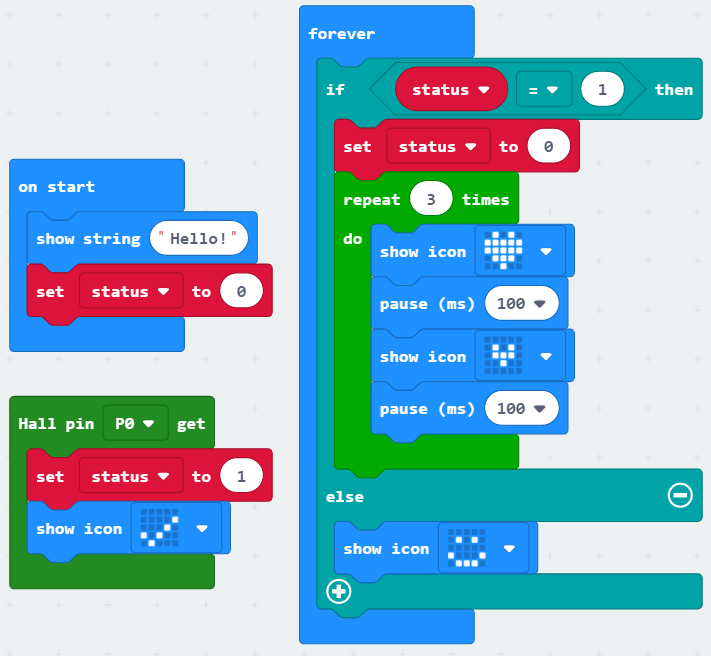 on start
show string "Hello!"
set status to 0
Hall pin P0 get
set status to 1
show icon
forever
if status = 1 then
set status to 0
repeat 3 times
do
show icon
pause (ms) 100
show icon
pause (ms) 100
else
show icon